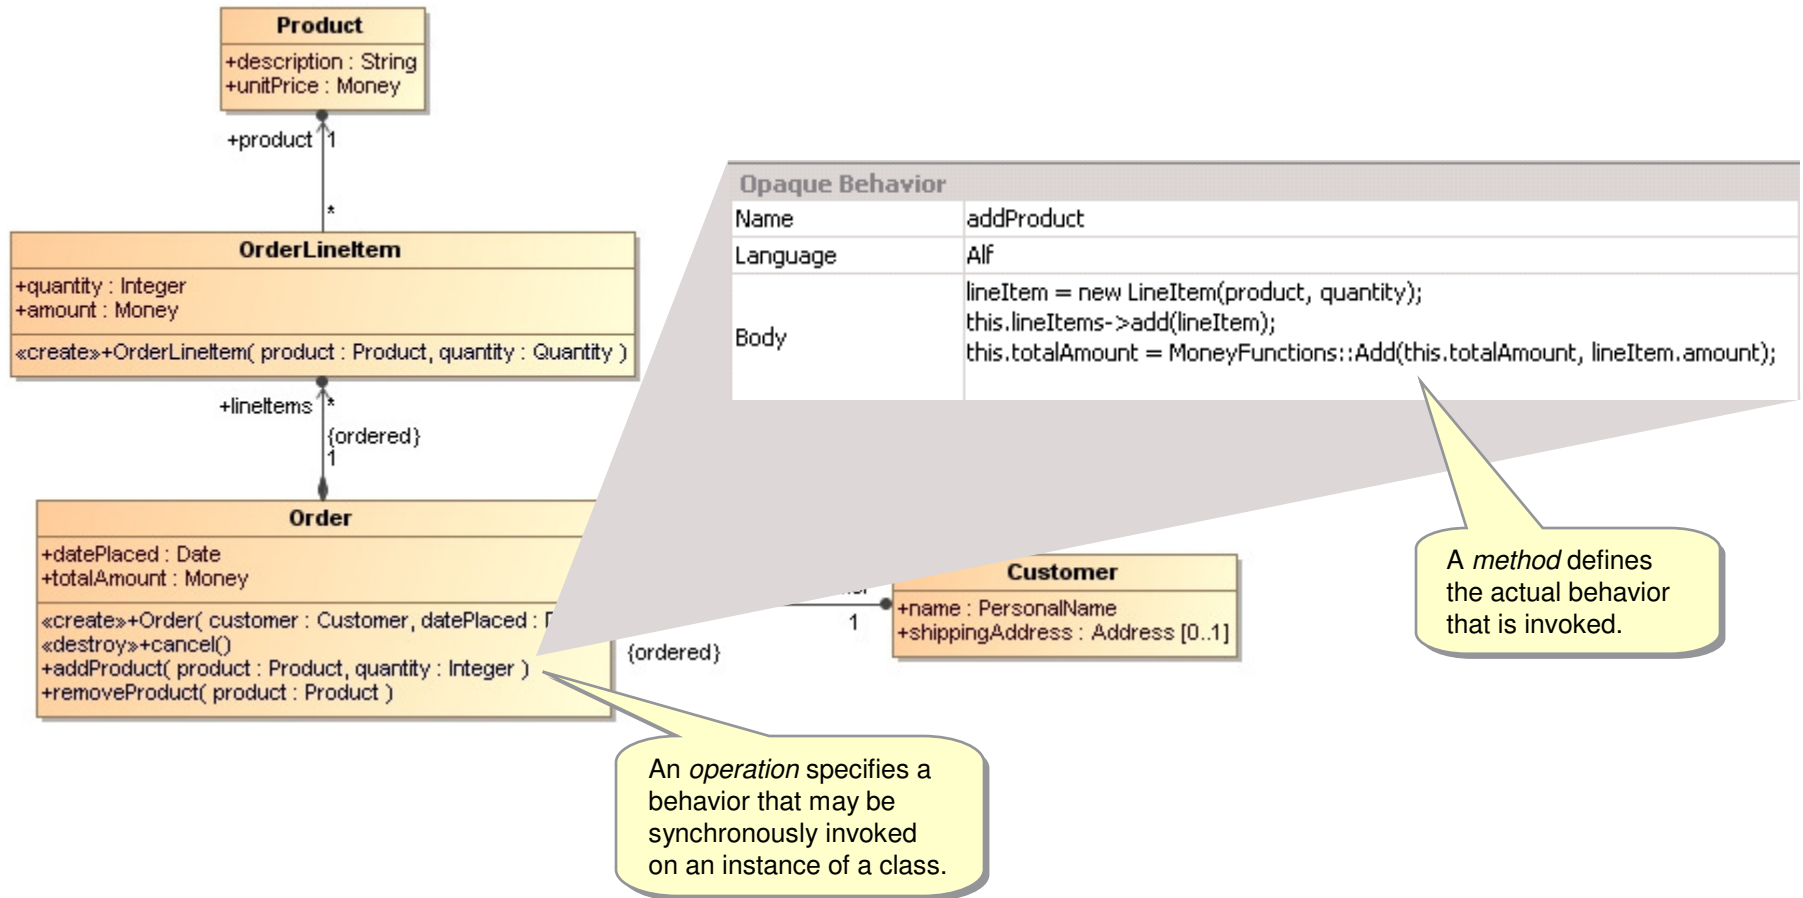 Product
+description : String
+unitPrice : Money
+product
1
*
OrderLineItem
+quantity : Integer
+amount : Money
«create»+OrderLineItem( product : Product, quantity : Quantity )
+lineItems
*
{ordered}
1
Order
+datePlaced : Date
+totalAmount : Money
«create»+Order( customer : Customer, datePlaced :
«destroy»+cancel()
+addProduct( product : Product, quantity : Integer )
+removeProduct( product : Product )
{ordered}
1
Customer
+name : PersonalName
+shippingAddress : Address [0..1]
Opaque Behavior
Name addProduct
Language Alf
Body
lineItem = new LineItem(product, quantity);
this.lineItems->add(lineItem);
this.totalAmount = MoneyFunctions::Add(this.totalAmount, lineItem.amount);
A method defines
the actual behavior
that is invoked.
An operation specifies a
behavior that may be
synchronously invoked
on an instance of a class.